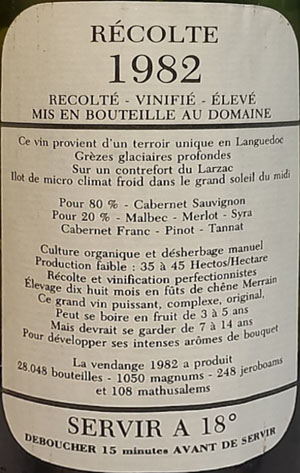 RÉCOLTE
1982
RECOLTÉ - VINIFIÉ - ÉLEVÉ
MIS EN BOUTEILLE AU DOMAINE
Ce vin provient d'un terroir unique en Languedoc
Grèzes glaciaires profondes
Sur un contrefort du Larzac
Ilot de micro climat froid dans le grand soleil du midi
Pour 80 % - Cabernet Sauvignon
Pour 20 % - Malbec - Merlot - Syra
Cabernet Franc - Pinot - Tannat
Culture organique et désherbage manuel
Production faible : 35 à 45 Hectos/Hectare
Récolte et vinification perfectionnistes
Élevage dix huit mois en fûts de chêne Merrain
Ce grand vin puissant, complexe, original,
Peut se boire en fruit de 3 à 5 ans
Mais devrait se garder de 7 à 14 ans
Pour développer ses intenses arômes de bouquet
La vendange 1982 a produit
28.048 bouteilles - 1050 magnums - 248 jeroboams
et 108 mathusalems
SERVIR A 18°
DEBOUCHER 15 minutes AVANT DE SERVIR